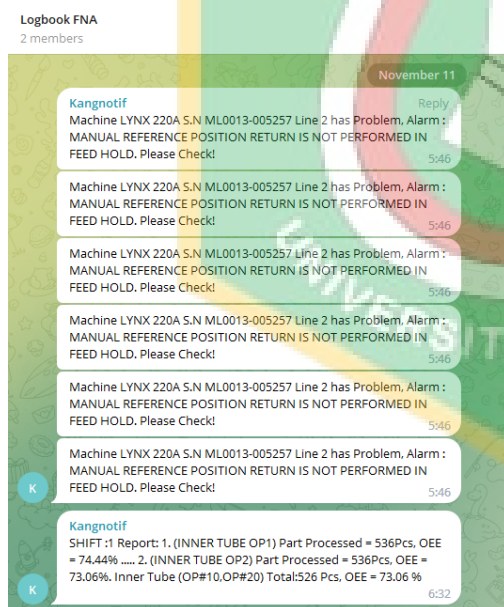 Logbook FNA
2 members
November 11
Kangnotif
Reply
Machine LYNX 220A S.N ML0013-005257 Line 2 has Problem, Alarm :
MANUAL REFERENCE POSITION RETURN IS NOT PERFORMED IN
FEED HOLD. Please Check!
5:46
Machine LYNX 220A S.N ML0013-005257 Line 2 has Problem, Alarm :
MANUAL REFERENCE POSITION RETURN IS NOT PERFORMED IN
FEED HOLD. Please Check!
5:46
Machine LYNX 220A S.N ML0013-005257 Line 2 has Problem, Alarm :
MANUAL REFERENCE POSITION RETURN IS NOT PERFORMED IN
FEED HOLD. Please Check!
5:46
Machine LYNX 220A S.N ML0013-005257 Line 2 has Problem, Alarm :
MANUAL REFERENCE POSITION RETURN IS NOT PERFORMED IN
FEED HOLD. Please Check!
5:46
Machine LYNX 220A S.N ML0013-005257 Line 2 has Problem, Alarm :
MANUAL REFERENCE POSITION RETURN IS NOT PERFORMED IN
FEED HOLD. Please Check!
5:46
Machine LYNX 220A S.N ML0013-005257 Line 2 has Problem, Alarm :
MANUAL REFERENCE POSITION RETURN IS NOT PERFORMED IN
FEED HOLD. Please Check!
5:46
K
Kangnotif
SHIFT :1 Report: 1. (INNER TUBE OP1) Part Processed = 536Pcs, OEE
= 74.44% ..... 2. (INNER TUBE OP2) Part Processed = 536Pcs, OEE =
73.06%. Inner Tube (OP#10,OP#20) Total:526 Pcs, OEE = 73.06 %
6:32
K
UNIVERSIT